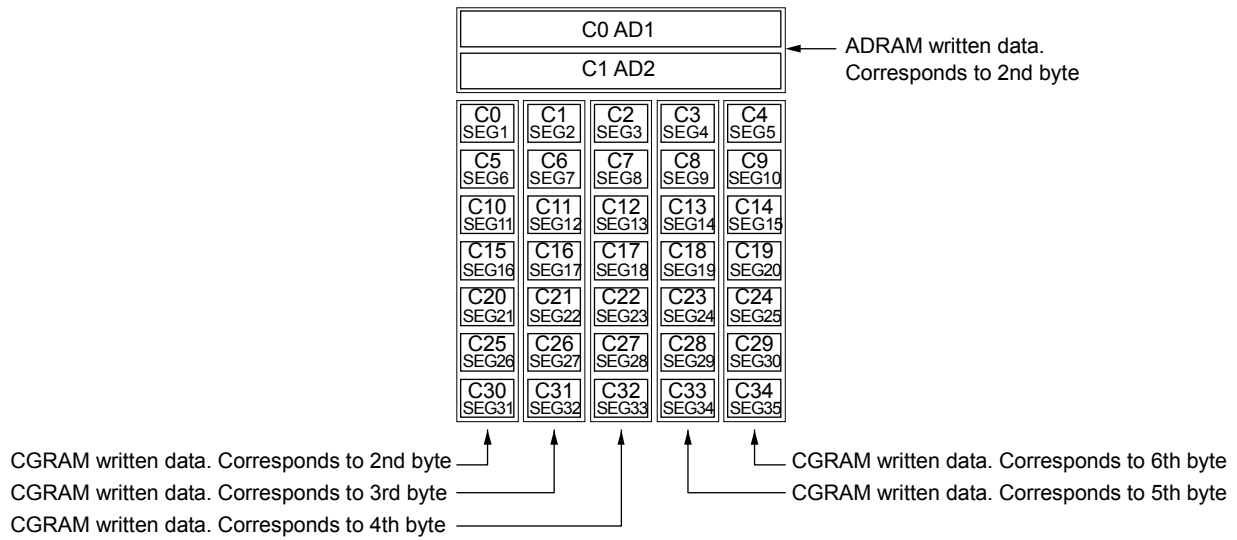 C0 AD1
ADRAM written data.
C1 AD2
Corresponds to 2nd byte
C0 C1 C2 C3 C4
SEG1 SEG2 SEG3 SEG4 SEG5
C5 C6 C7 C8 C9
SEG6 SEG7 SEG8 SEG9 SEG10
C10 C11 C12 C13 C14
SEG11 SEG12 SEG13 SEG14 SEG15
C15 C16 C17 C18 C19
SEG16 SEG17 SEG18 SEG19 SEG20
C20 C21 C22 C23 C24
SEG21 SEG22 SEG23 SEG24 SEG25
C25 C26 C27 C28 C29
SEG26 SEG27 SEG28 SEG29 SEG30
C30 C31 C32 C33 C34
SEG31 SEG32 SEG33 SEG34 SEG35
CGRAM written data. Corresponds to 2nd byte
CGRAM written data. Corresponds to 6th byte
CGRAM written data. Corresponds to 3rd byte
CGRAM written data. Corresponds to 5th byte
CGRAM written data. Corresponds to 4th byte